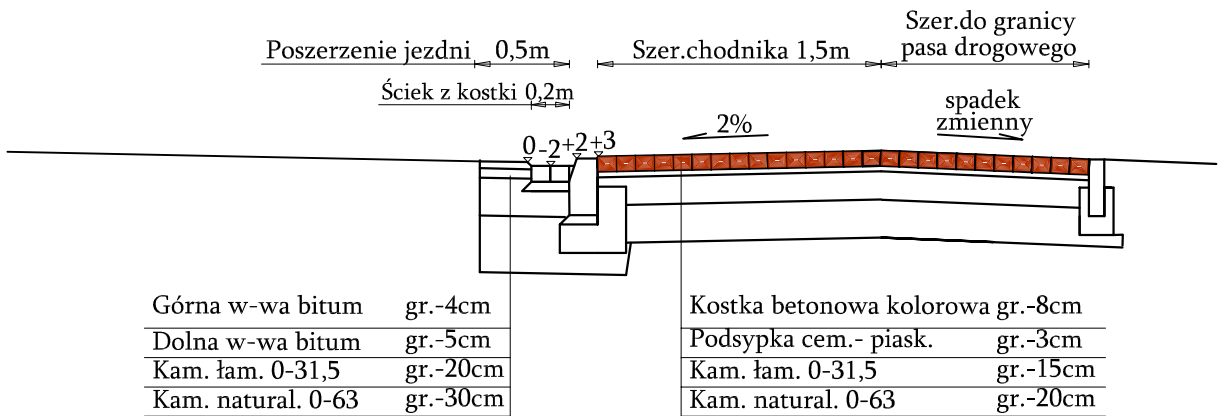 Szer.do granicy
pasa drogowego
Poszerzenie jezdni 0,5m
Szer.chodnika 1,5m
Ściek z kostki 0,2m
spadek
zmienny
2%
0 -2 +2 +3
Górna w-wa bitum gr.-4cm
Dolna w-wa bitum gr.-5cm
Kam. łam. 0-31,5 gr.-20cm
Kam. natural. 0-63 gr.-30cm
Kostka betonowa kolorowa gr.-8cm
Podsypka cem.- piask. gr.-3cm
Kam. łam. 0-31,5 gr.-15cm
Kam. natural. 0-63 gr.-20cm